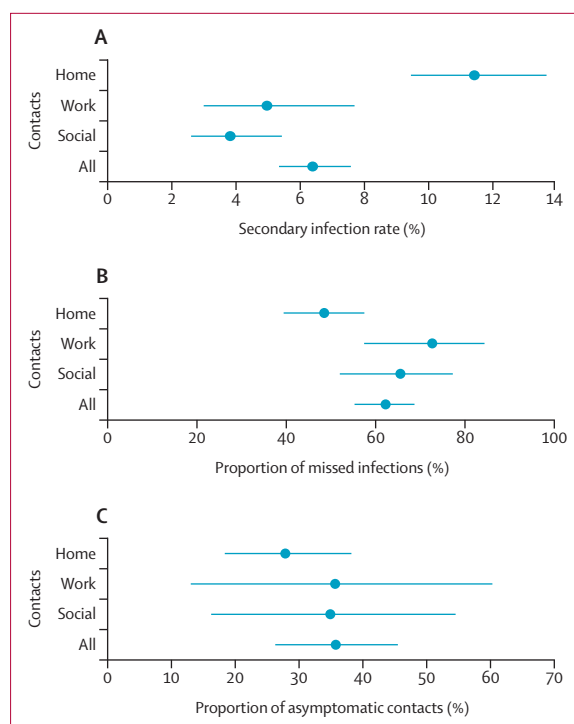 A
Contacts
Home
Work
Social
All
0 2 4 6 8 10 12 14
Secondary infection rate (%)
B
Contacts
Home
Work
Social
All
0 20 40 60 80 100
Proportion of missed infections (%)
C
Contacts
Home
Work
Social
All
0 10 20 30 40 50 60 70
Proportion of asymptomatic contacts (%)